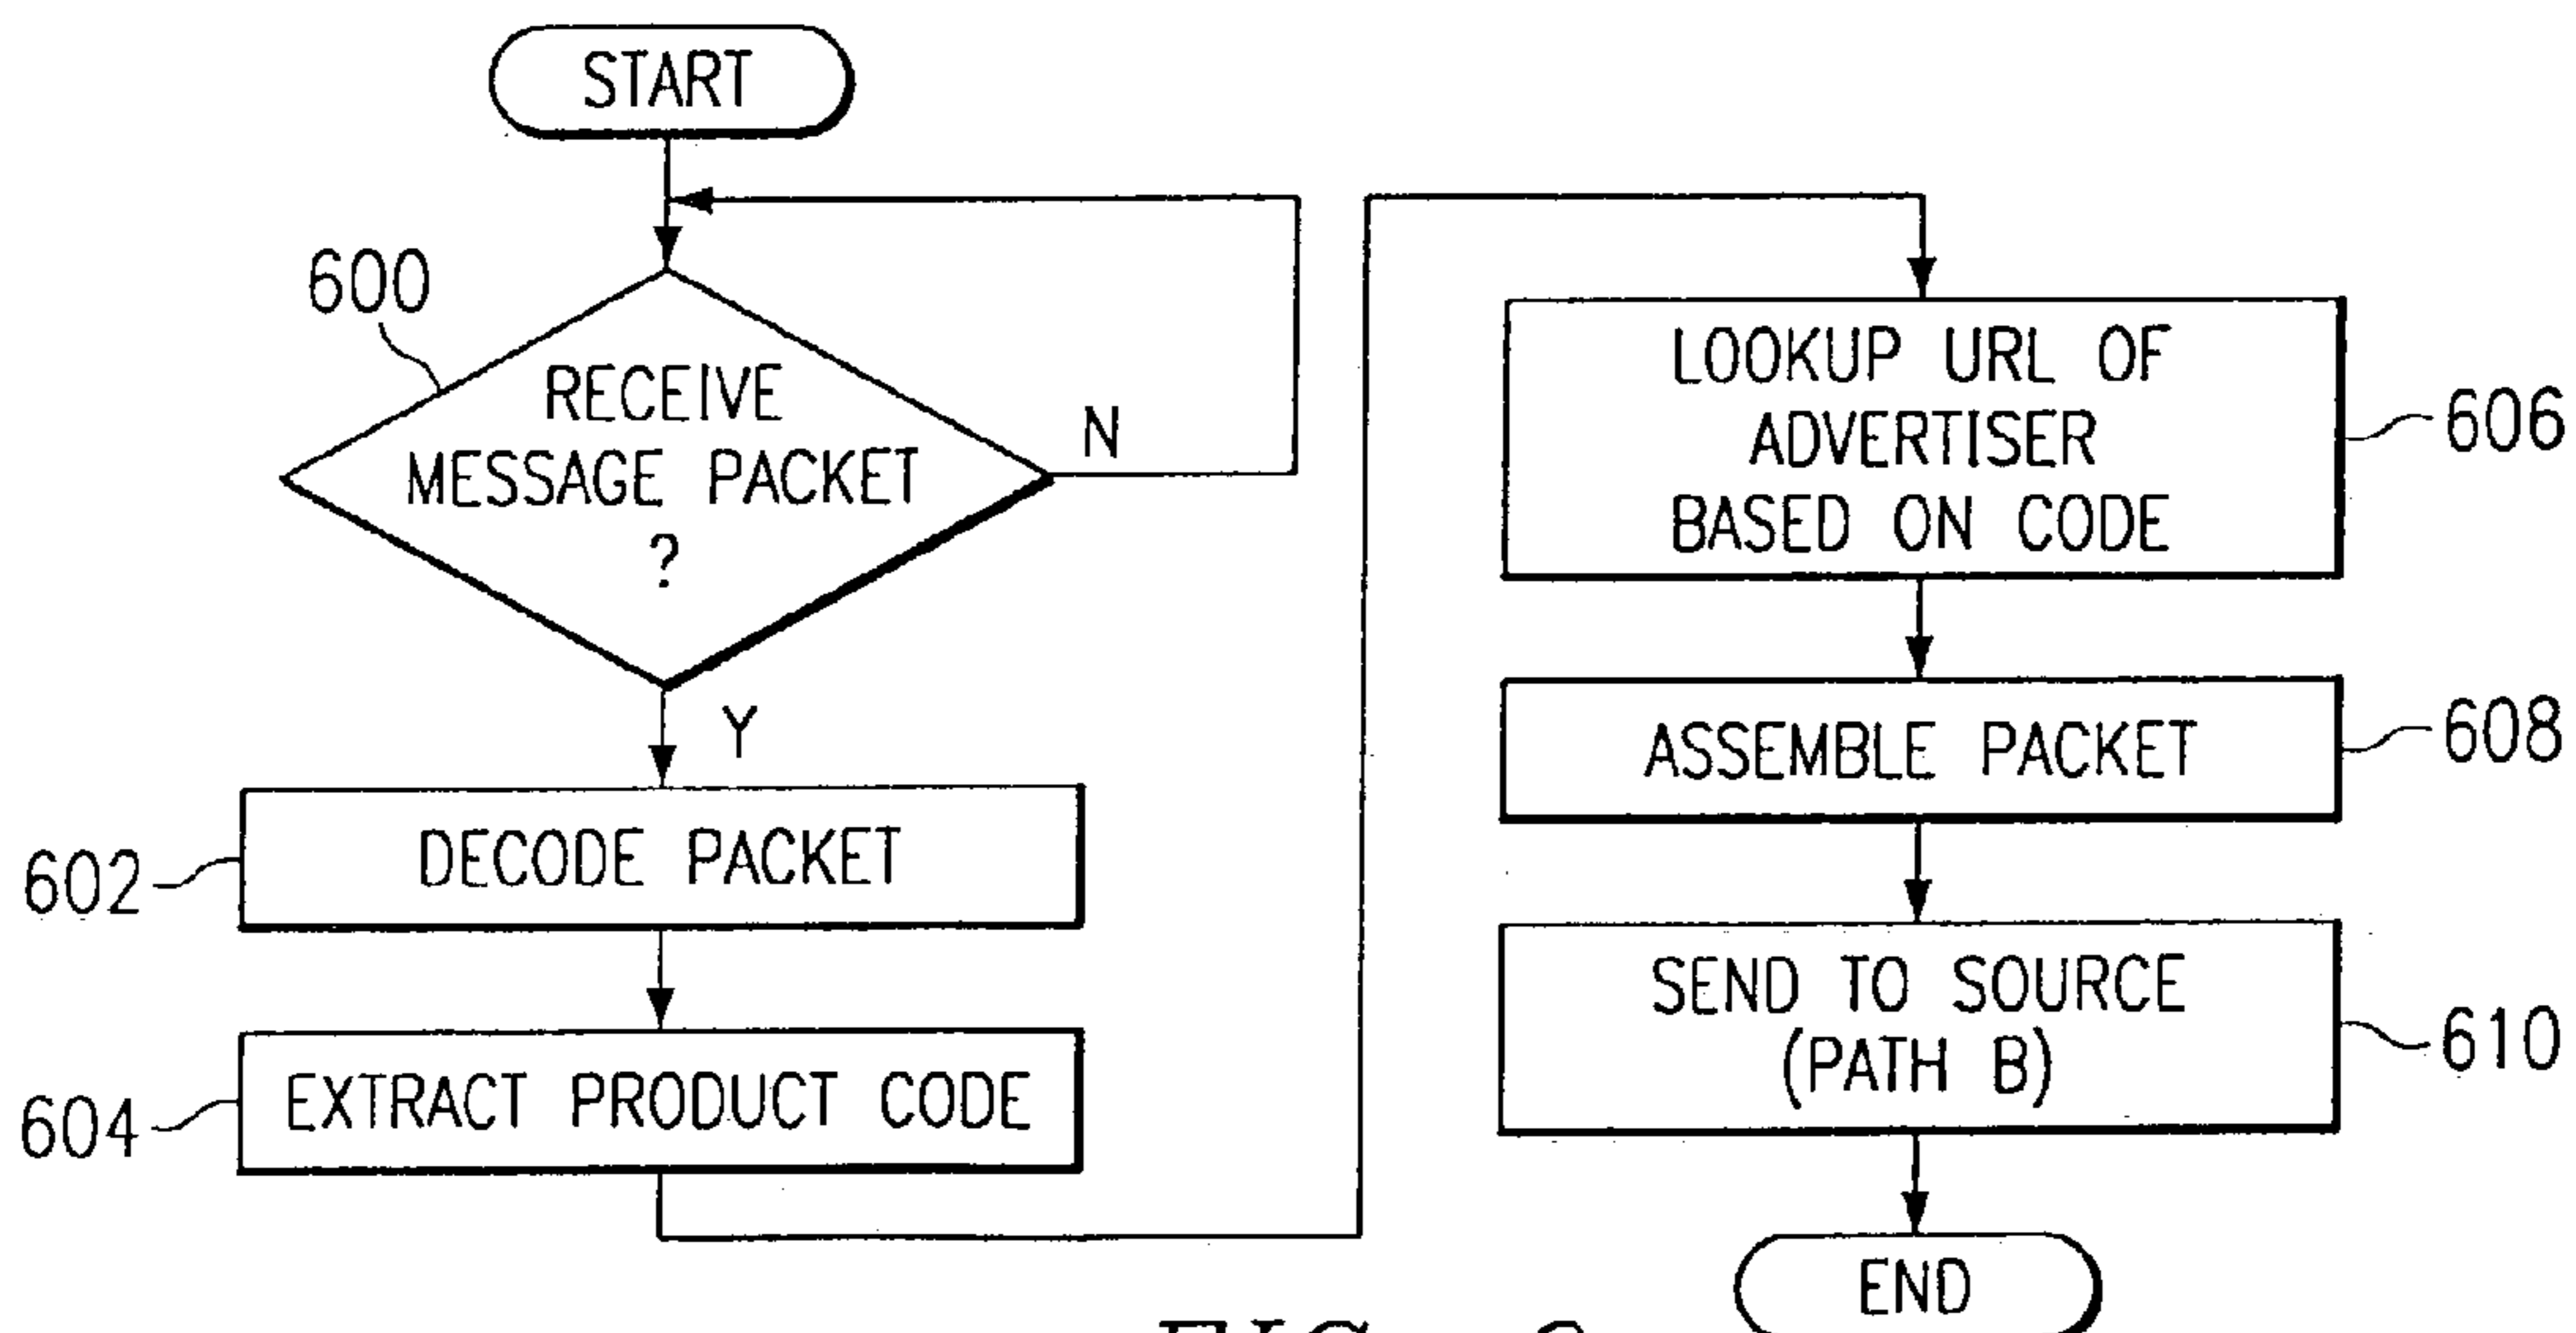 START
600
RECEIVE
MESSAGE PACKET
?
N
Y
602
DECODE PACKET
604
EXTRACT PRODUCT CODE
LOOKUP URL OF
ADVERTISER
BASED ON CODE
606
ASSEMBLE PACKET
608
SEND TO SOURCE
(PATH B)
610
END